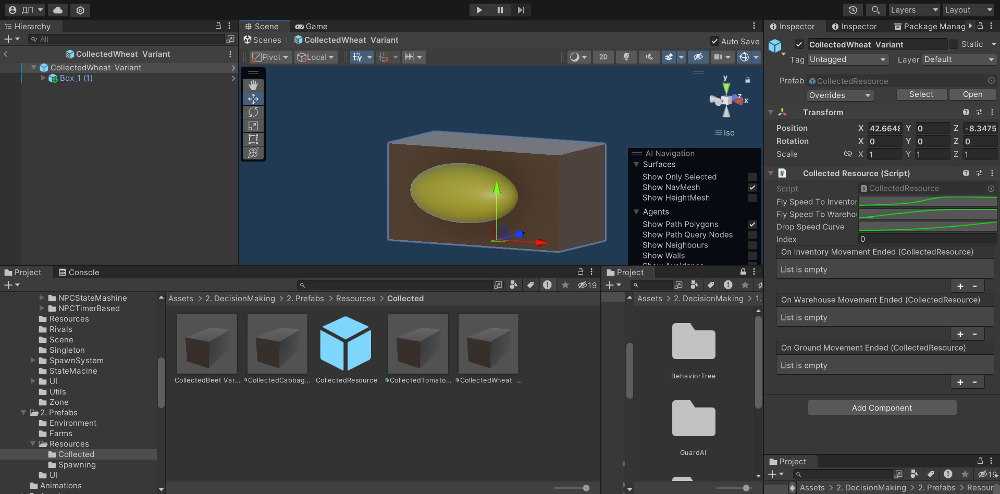 ДП
Layers
Layout
Hierarchy
All
CollectedWheat Variant
CollectedWheat Variant
Box_1 (1)
Scene
Game
Scenes
CollectedWheat Variant
Auto Save
Pivot
Local
2D
y
z
x
Iso
AI Navigation
Surfaces
Show Only Selected
Show NavMesh
Show HeightMesh
Agents
Show Path Polygons
Show Path Query Nodes
Show Neighbours
Show Walls
Show Avoidance
Inspector
Inspector
Package Manag
CollectedWheat Variant
Static
Tag
Untagged
Layer
Default
Prefab
CollectedResource
Overrides
Select
Open
Transform
Position
X
42.6648
Y
0
Z
-8.3475
Rotation
X
0
Y
0
Z
0
Scale
X
1
Y
1
Z
1
#
Collected Resource (Script)
Script
CollectedResource
Fly Speed To Inventor
Fly Speed To Wareho
Drop Speed Curve
Index
0
On Inventory Movement Ended (CollectedResource)
List is empty
+ -
On Warehouse Movement Ended (CollectedResource)
List is empty
+ -
On Ground Movement Ended (CollectedResource)
List is empty
+ -
Add Component
Project
Console
19
NPCStateMashine
NPCTimerBased
Resources
Rivals
Scene
Singleton
SpawnSystem
StateMacine
UI
Utils
Zone
2. Prefabs
Environment
Farms
Resources
Collected
Spawning
UI
Animations
Assets > 2. DecisionMaking > 2. Prefabs > Resources > Collected
CollectedBeet Var...
CollectedCabbag...
CollectedResource
CollectedTomato...
CollectedWheat ...
Project
Assets > 2. DecisionMaking > 1.
BehaviorTree
GuardAI
Project
19
Assets > 2. DecisionMaking > 2. Prefabs > Resour